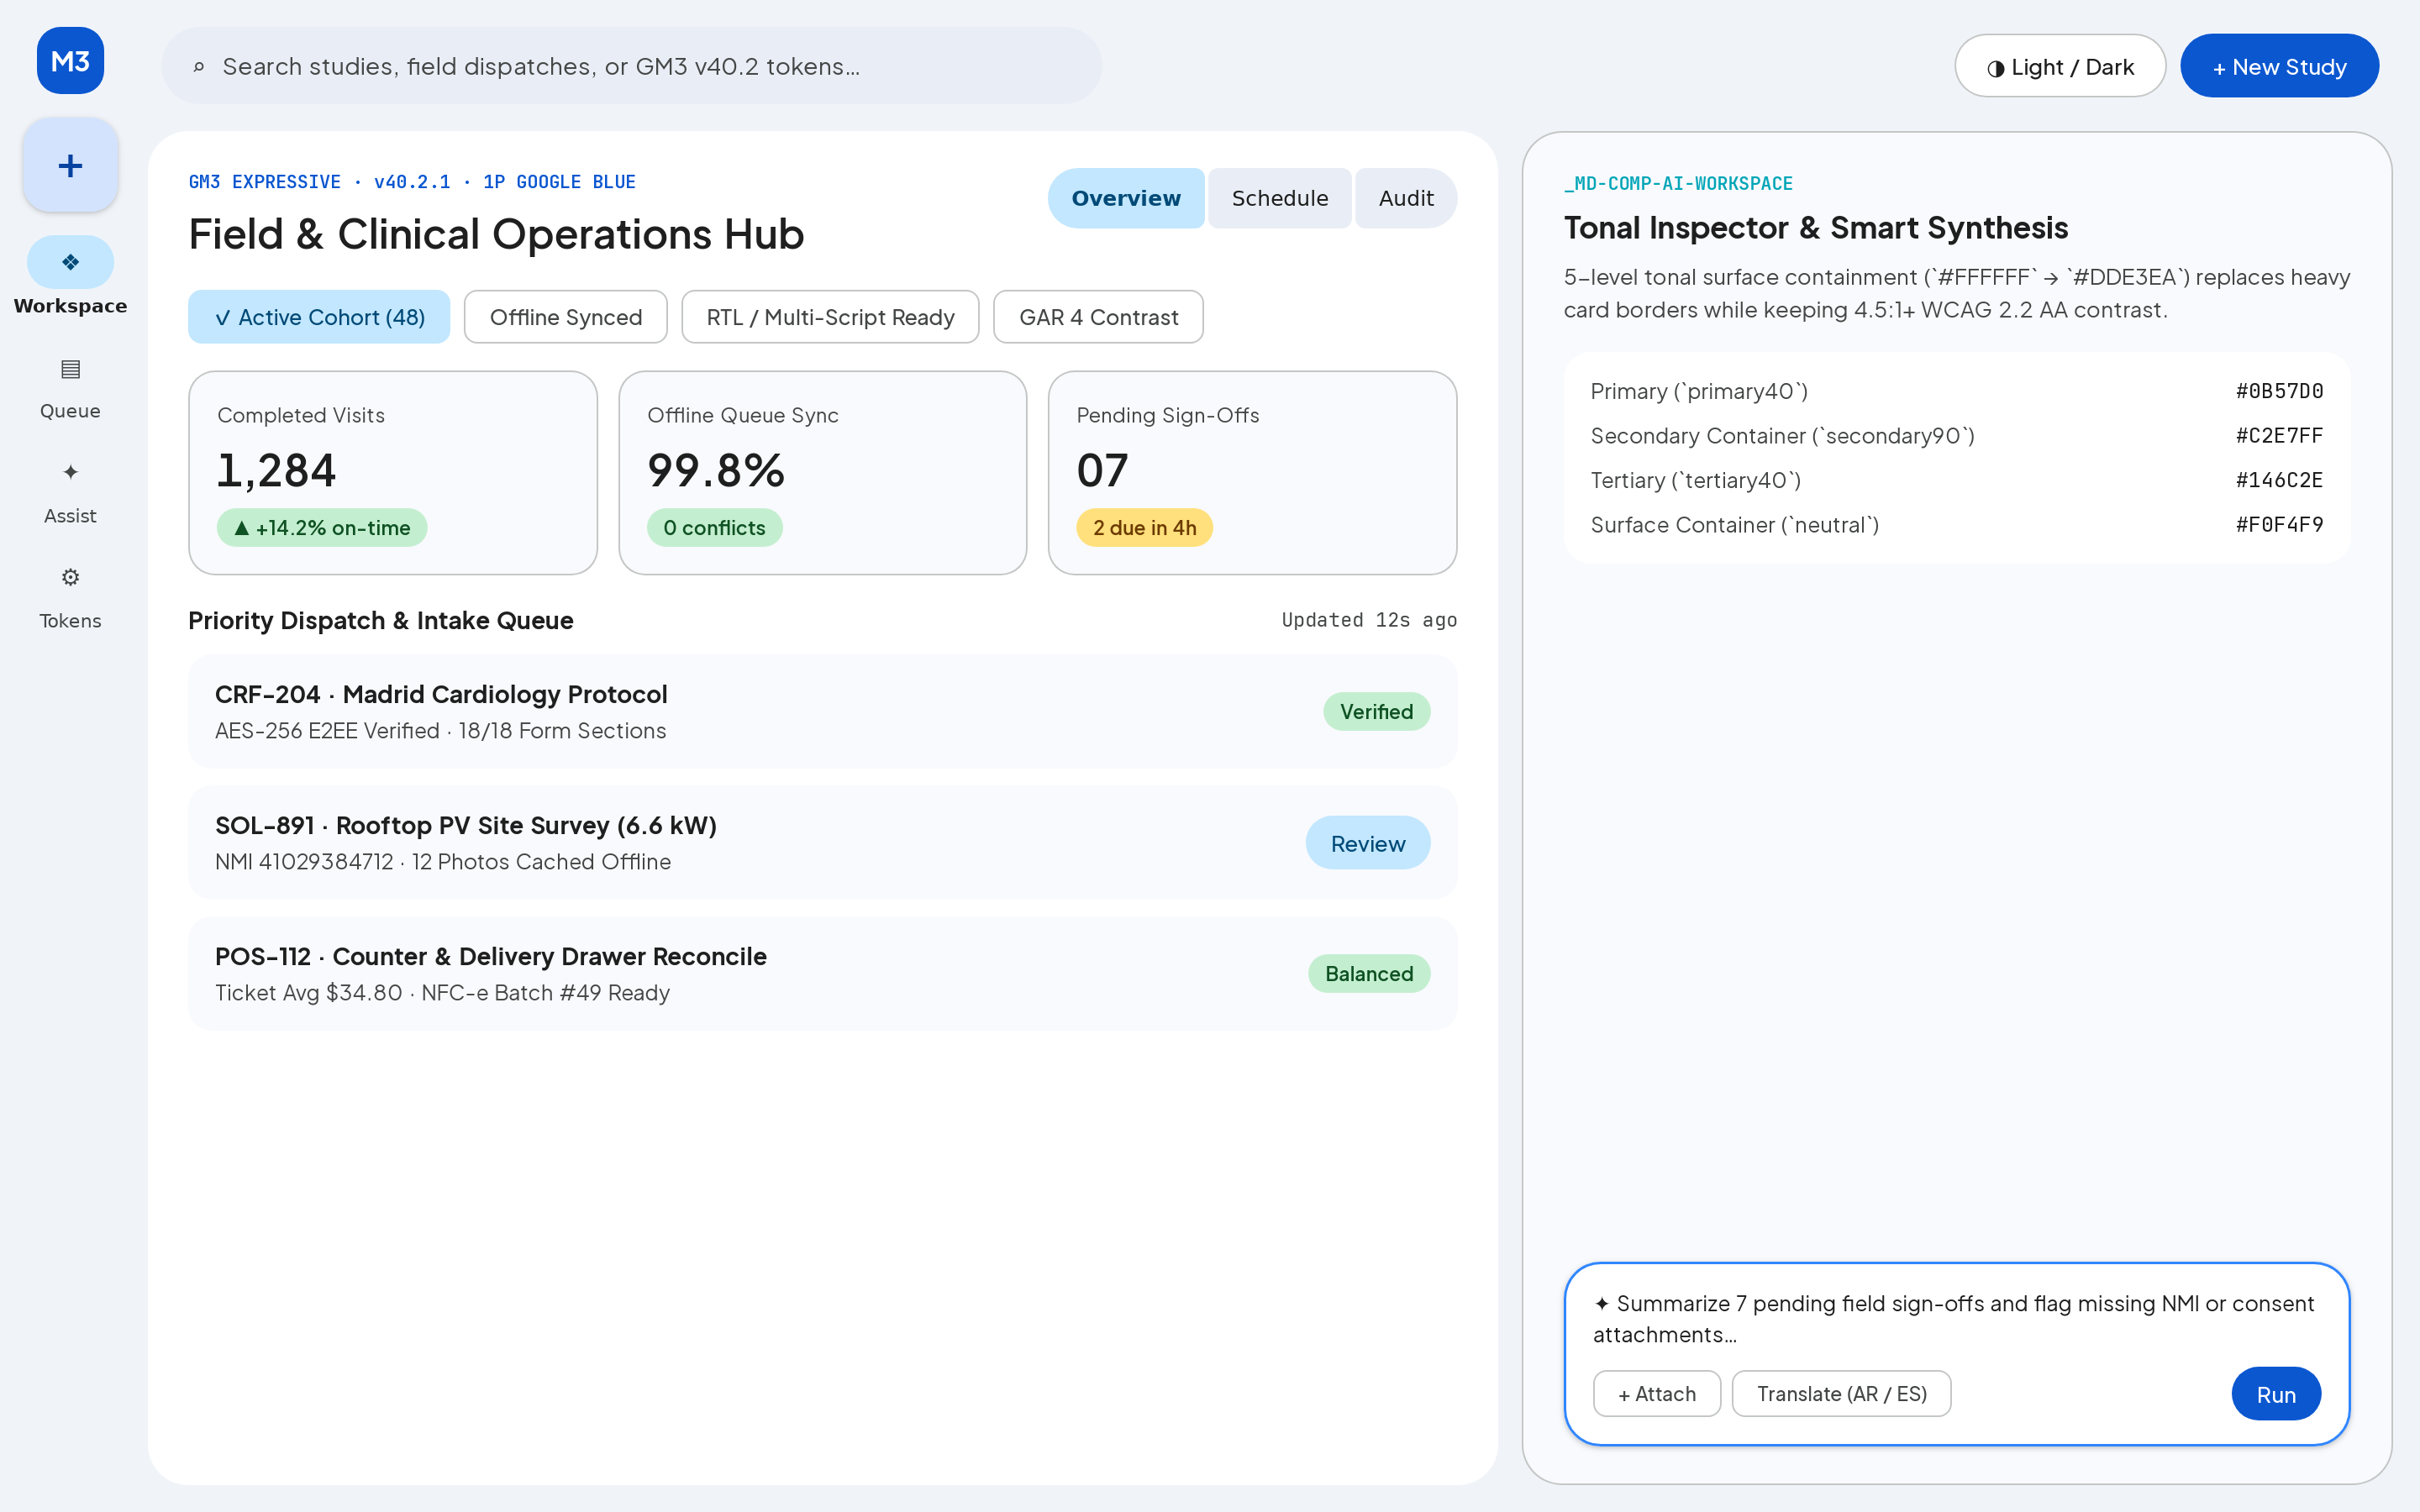 M3
Search studies, field dispatches, or GM3 v40.2 tokens…
◑ Light / Dark
+ New Study
+
Workspace
Queue
Assist
Tokens
GM3 EXPRESSIVE · v40.2.1 · 1P GOOGLE BLUE
Field & Clinical Operations Hub
Overview
Schedule
Audit
✓ Active Cohort (48)
Offline Synced
RTL / Multi-Script Ready
GAR 4 Contrast
Completed Visits
1,284
▲ +14.2% on-time
Offline Queue Sync
99.8%
0 conflicts
Pending Sign-Offs
07
2 due in 4h
Priority Dispatch & Intake Queue
Updated 12s ago
CRF-204 · Madrid Cardiology Protocol
AES-256 E2EE Verified · 18/18 Form Sections
Verified
SOL-891 · Rooftop PV Site Survey (6.6 kW)
NMI 41029384712 · 12 Photos Cached Offline
Review
POS-112 · Counter & Delivery Drawer Reconcile
Ticket Avg $34.80 · NFC-e Batch #49 Ready
Balanced
_MD-COMP-AI-WORKSPACE
Tonal Inspector & Smart Synthesis
5-level tonal surface containment (`#FFFFFF` → `#DDE3EA`) replaces heavy
card borders while keeping 4.5:1+ WCAG 2.2 AA contrast.
Primary (`primary40`)
#0B57D0
Secondary Container (`secondary90`)
#C2E7FF
Tertiary (`tertiary40`)
#146C2E
Surface Container (`neutral`)
#F0F4F9
✦ Summarize 7 pending field sign-offs and flag missing NMI or consent
attachments…
+ Attach
Translate (AR / ES)
Run